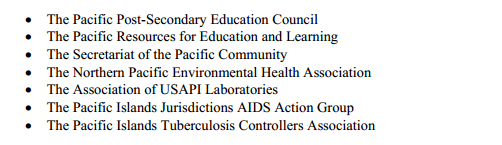 • The Pacific Post-Secondary Education Council
• The Pacific Resources for Education and Learning
• The Secretariat of the Pacific Community
• The Northern Pacific Environmental Health Association
• The Association of USAPI Laboratories
• The Pacific Islands Jurisdictions AIDS Action Group
• The Pacific Islands Tuberculosis Controllers Association